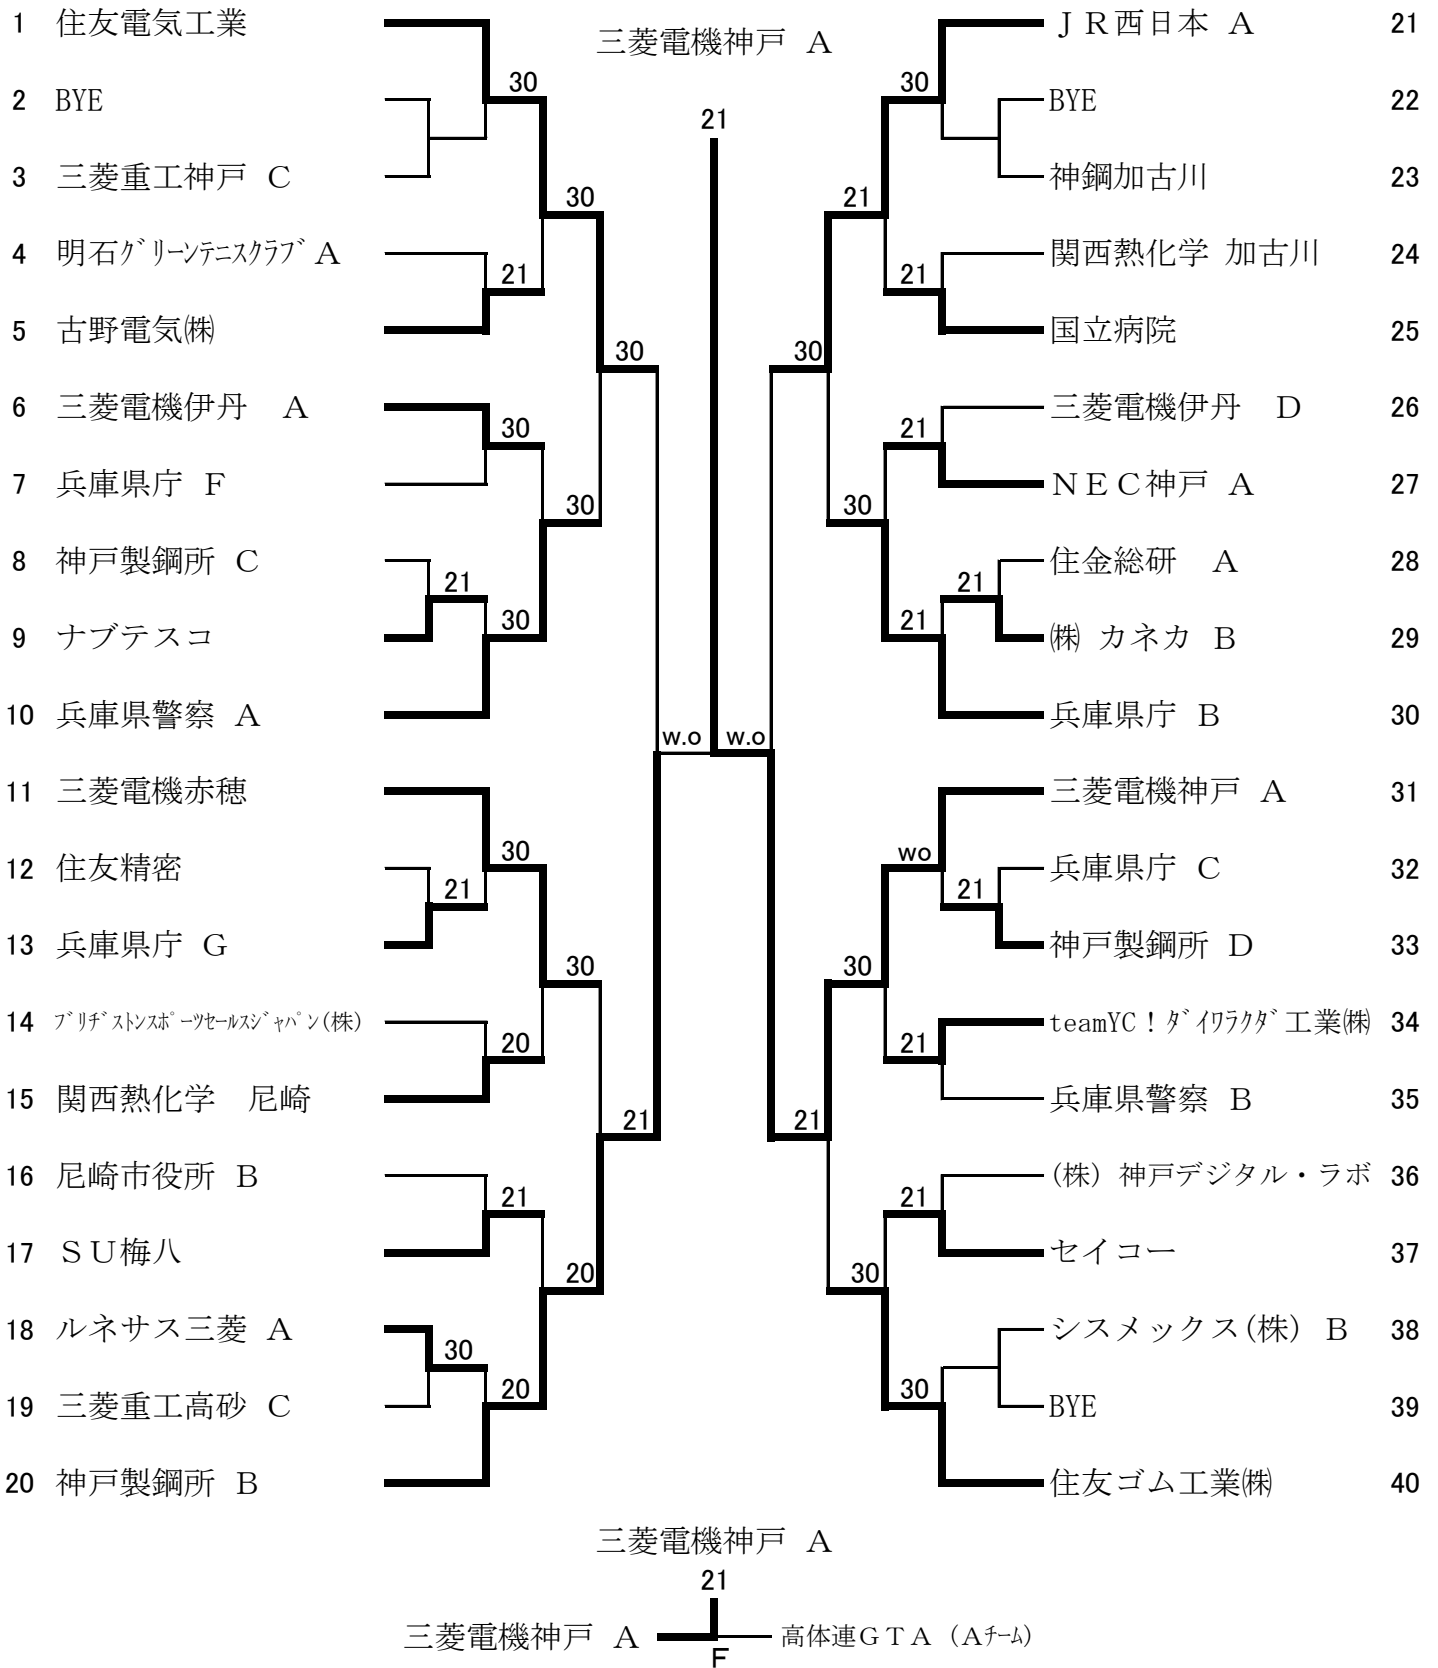 三菱電機神戸 A
21
1 住友電気工業
2 BYE
3 三菱重工神戸 C
4 明石ｸﾞﾘｰﾝﾃﾆｽｸﾗﾌﾞ A
5 古野電気㈱
6 三菱電機伊丹　A
7 兵庫県庁 F
8 神戸製鋼所 C
9 ナブテスコ
10 兵庫県警察 A
11 三菱電機赤穂
12 住友精密
13 兵庫県庁 G
14 ﾌﾞﾘﾁﾞｽﾄﾝｽﾎﾟｰﾂｾｰﾙｽｼﾞｬﾊﾟﾝ(株)
15 関西熱化学　尼崎
16 尼崎市役所 B
17 ＳＵ梅八
18 ルネサス三菱 A
19 三菱重工高砂 C
20 神戸製鋼所 B
30
21
30
21
30
30
21
20
21
30
20
30
30
30
20
30
21
w.o
w.o
ＪＲ西日本 A 21
BYE 22
神鋼加古川 23
関西熱化学 加古川 24
国立病院 25
三菱電機伊丹　D 26
ＮＥＣ神戸 A 27
住金総研　A 28
㈱ カネカ B 29
兵庫県庁 B 30
三菱電機神戸 A 31
兵庫県庁 C 32
神戸製鋼所 D 33
teamYC！ﾀﾞｲﾜﾗｸﾀﾞ工業㈱ 34
兵庫県警察 B 35
(株) 神戸デジタル・ラボ 36
セイコー 37
シスメックス(株) B 38
BYE 39
住友ゴム工業㈱ 40
30
21
21
21
21
wo
21
21
21
30
21
30
30
30
30
21
三菱電機神戸 A
21
三菱電機神戸 A
F
高体連ＧＴＡ (Aﾁｰﾑ)